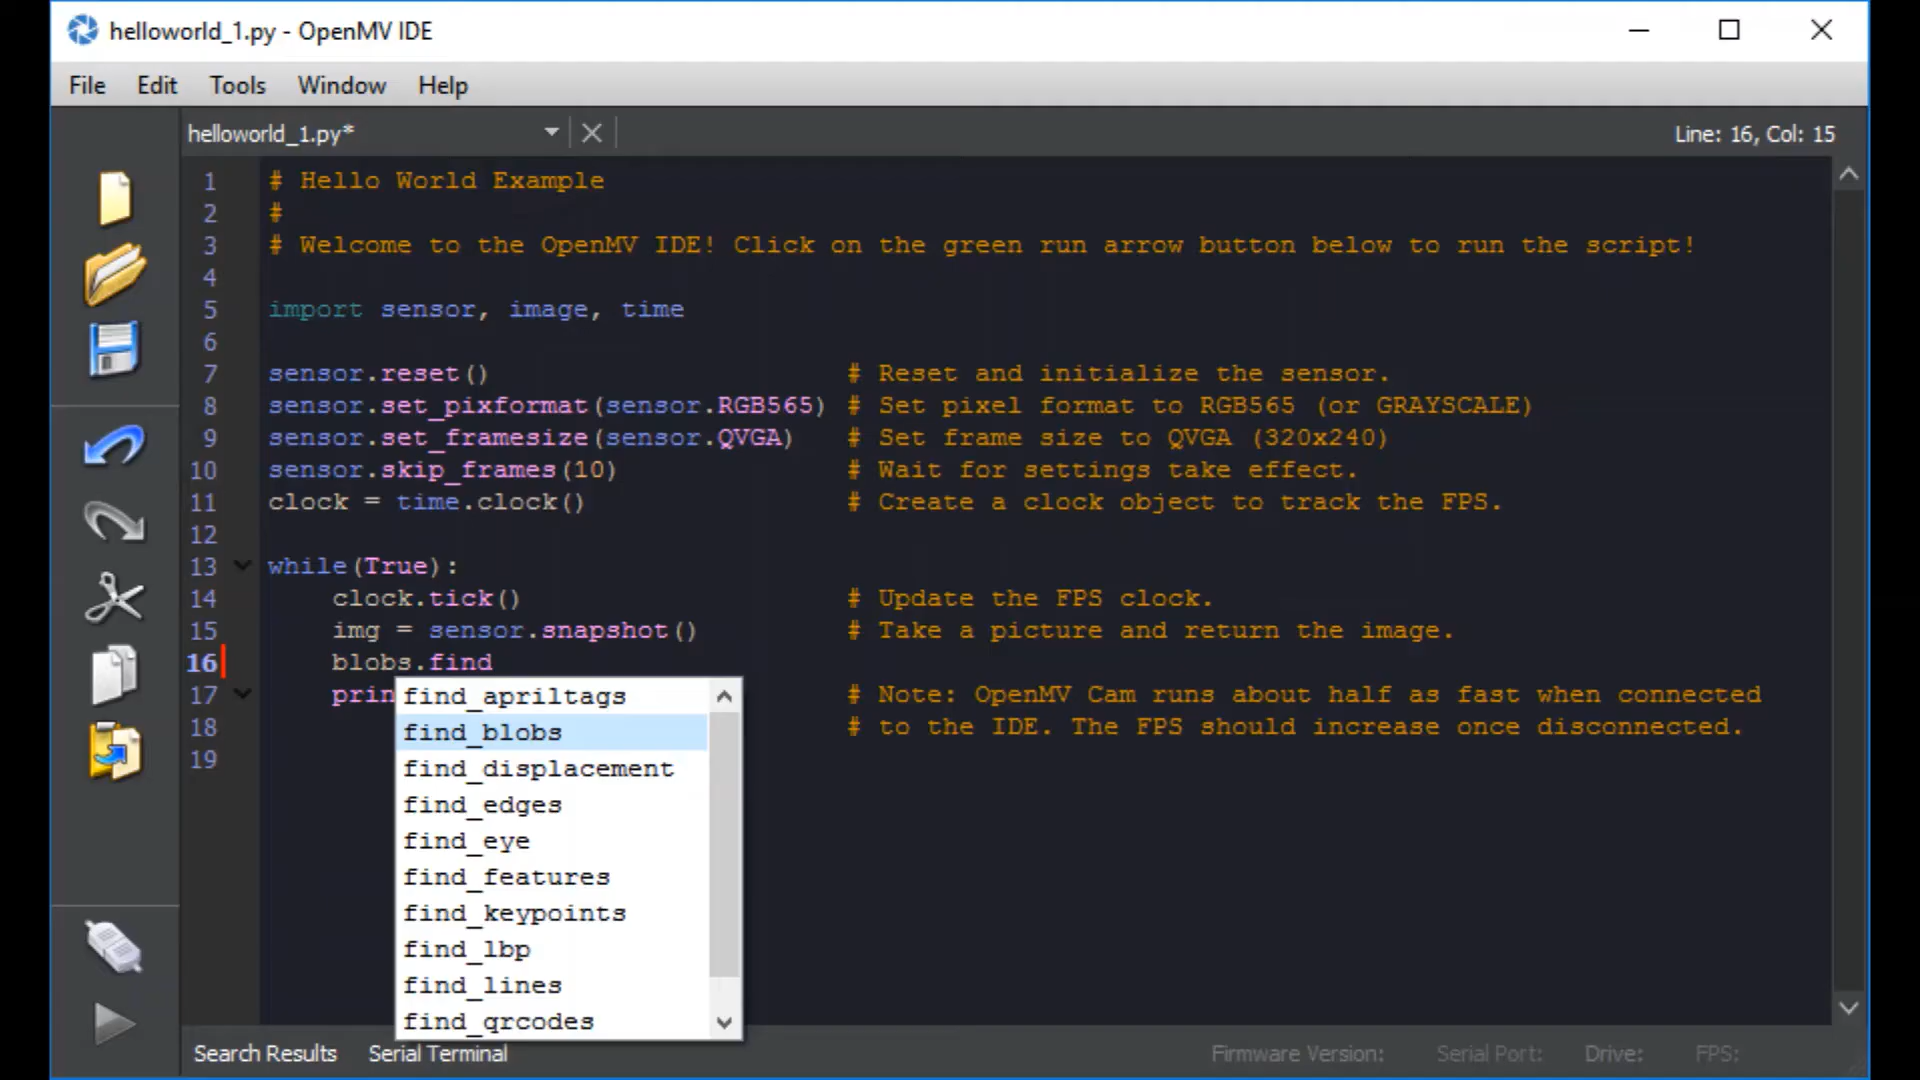 helloworld_1.py - OpenMV IDE
File Edit Tools Window Help
helloworld_1.py* Line: 16, Col: 15
1 # Hello World Example
2 #
3 # Welcome to the OpenMV IDE! Click on the green run arrow button below to run the script!
4
5 import sensor, image, time
6
7 sensor.reset() # Reset and initialize the sensor.
8 sensor.set_pixformat(sensor.RGB565) # Set pixel format to RGB565 (or GRAYSCALE)
9 sensor.set_framesize(sensor.QVGA) # Set frame size to QVGA (320x240)
10 sensor.skip_frames(10) # Wait for settings take effect.
11 clock = time.clock() # Create a clock object to track the FPS.
12
13 while(True):
14 clock.tick() # Update the FPS clock.
15 img = sensor.snapshot() # Take a picture and return the image.
16 blobs.find
17 prin # Note: OpenMV Cam runs about half as fast when connected
18 # to the IDE. The FPS should increase once disconnected.
19
find_apriltags
find_blobs
find_displacement
find_edges
find_eye
find_features
find_keypoints
find_lbp
find_lines
find_qrcodes
Search Results Serial Terminal Firmware Version: Serial Port: Drive: FPS: